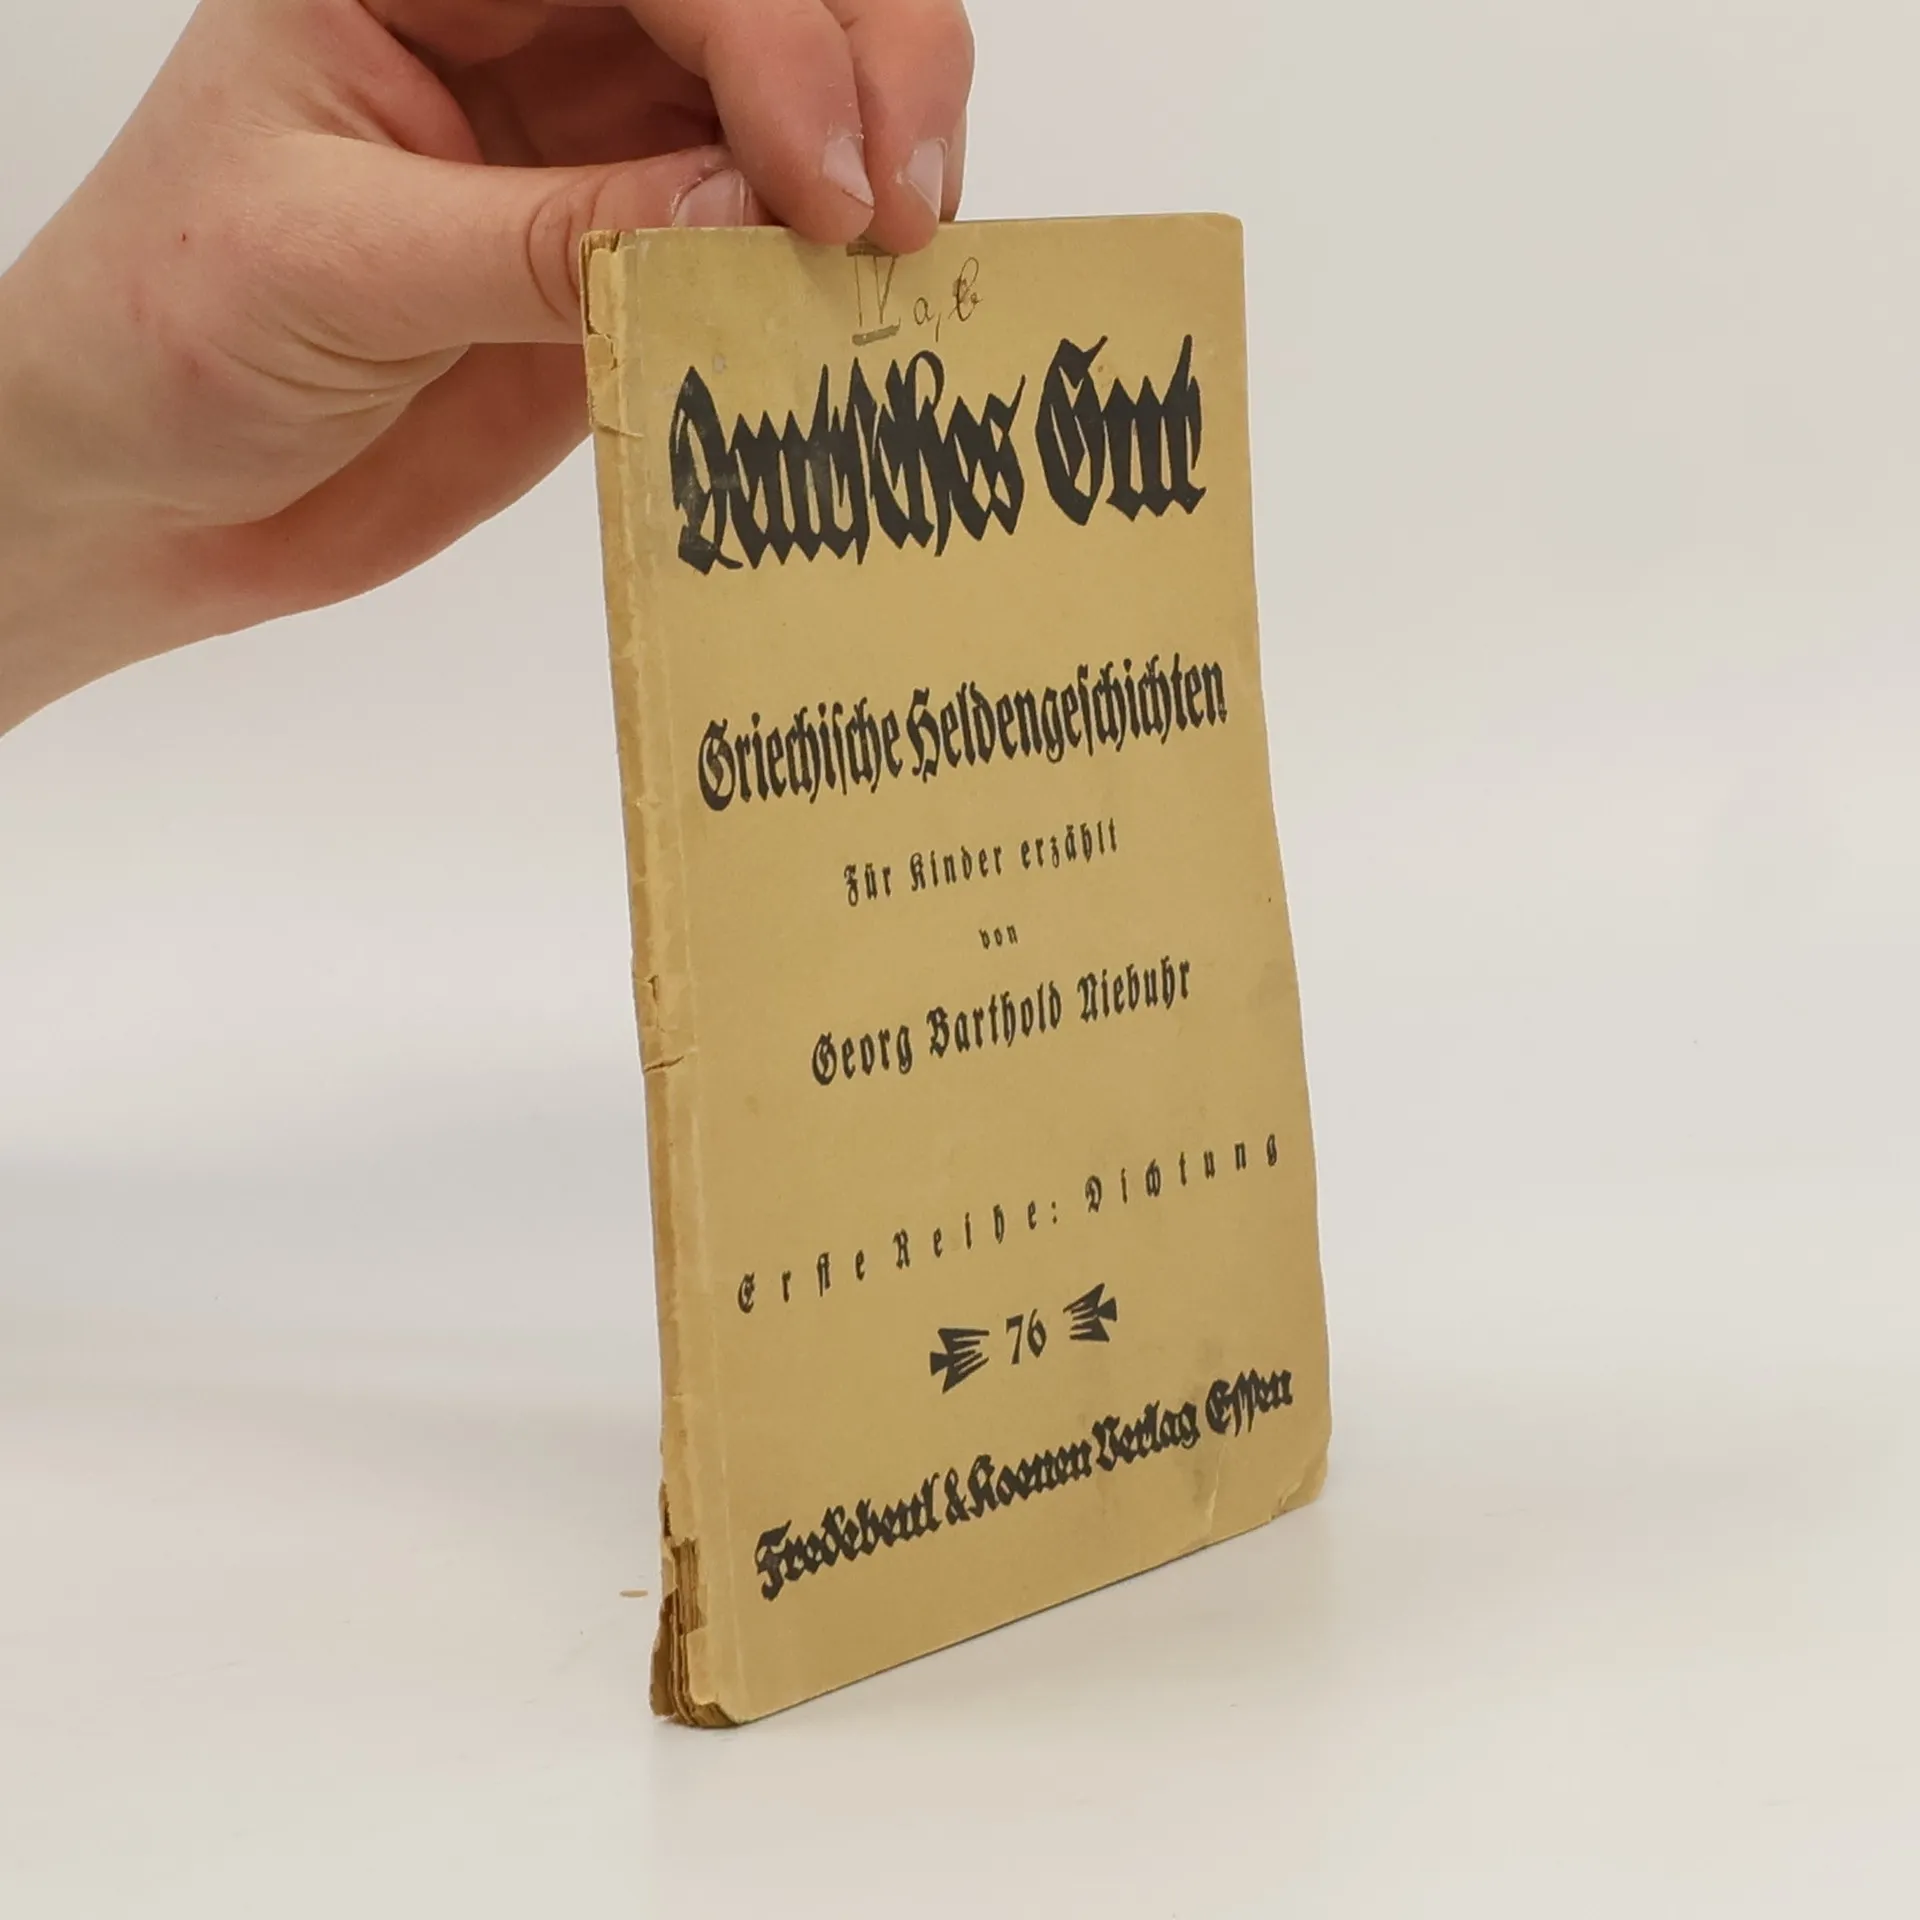 IV a, b
Deutſches Gut
Griechiſche Heldengeſchichten
Für Kinder erzählt
von
Georg Barthold Niebuhr
Erſte Reihe: Dichtung
76
Fredebeul & Koenen Verlag Eſſen